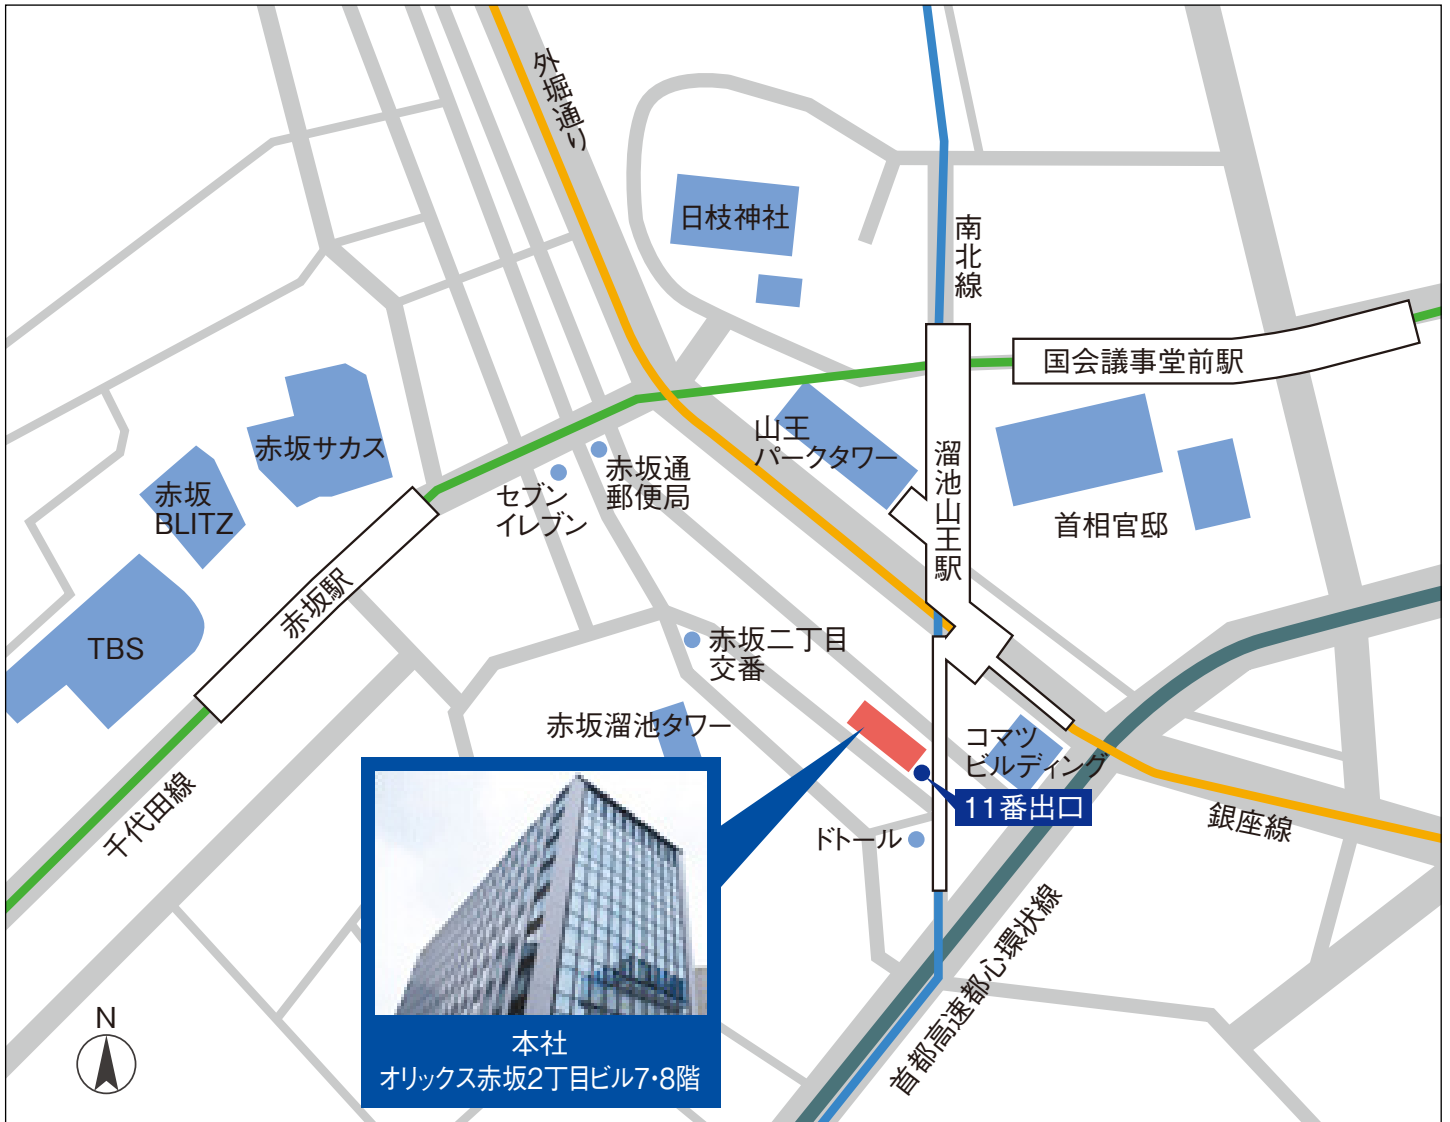 外堀通り
日枝神社
南北線
国会議事堂前駅
山王
パークタワー
溜池山王駅
首相官邸
赤坂サカス
赤坂
BLITZ
赤坂通
郵便局
セブン
イレブン
赤坂駅
TBS
赤坂二丁目
交番
赤坂溜池タワー
コマツ
ビルディング
11番出口
銀座線
千代田線
ドトール
首都高速都心環状線
N
本社
オリックス赤坂2丁目ビル7・8階